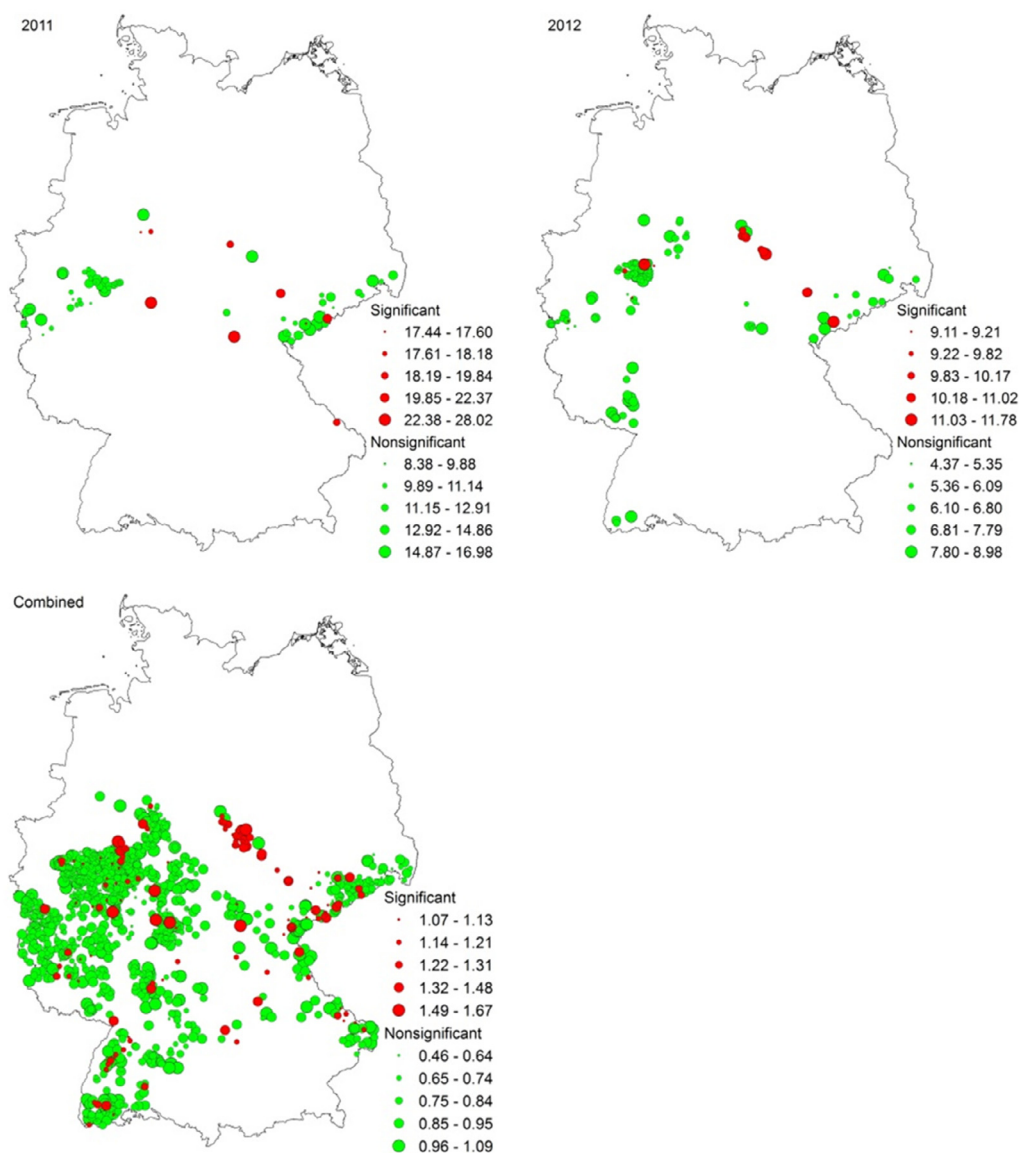 2011
Significant
17.44 - 17.60
17.61 - 18.18
18.19 - 19.84
19.85 - 22.37
22.38 - 28.02
Nonsignificant
8.38 - 9.88
9.89 - 11.14
11.15 - 12.91
12.92 - 14.86
14.87 - 16.98
2012
Significant
9.11 - 9.21
9.22 - 9.82
9.83 - 10.17
10.18 - 11.02
11.03 - 11.78
Nonsignificant
4.37 - 5.35
5.36 - 6.09
6.10 - 6.80
6.81 - 7.79
7.80 - 8.98
Combined
Significant
1.07 - 1.13
1.14 - 1.21
1.22 - 1.31
1.32 - 1.48
1.49 - 1.67
Nonsignificant
0.46 - 0.64
0.65 - 0.74
0.75 - 0.84
0.85 - 0.95
0.96 - 1.09